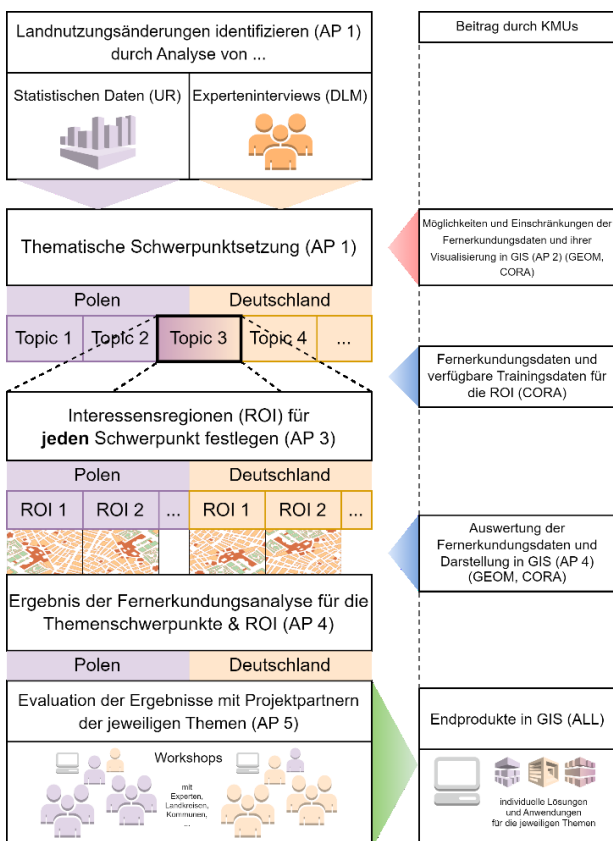 Landnutzungsänderungen identifizieren (AP 1)
durch Analyse von ...
Statistischen Daten (UR)
Experteninterviews (DLM)
Thematische Schwerpunktsetzung (AP 1)
Polen
Deutschland
Topic 1
Topic 2
Topic 3
Topic 4
...
Interessensregionen (ROI) für
jeden Schwerpunkt festlegen (AP 3)
Polen
Deutschland
ROI 1
ROI 2
...
ROI 1
ROI 2
...
Ergebnis der Fernerkundungsanalyse für die
Themenschwerpunkte & ROI (AP 4)
Polen
Deutschland
Evaluation der Ergebnisse mit Projektpartnern
der jeweiligen Themen (AP 5)
Workshops
mit
Experten,
Landkreisen,
Kommunen,
...
Beitrag durch KMUs
Möglichkeiten und Einschränkungen der
Fernerkundungsdaten und ihrer
Visualisierung in GIS (AP 2) (GEOM,
CORA)
Fernerkundungsdaten und
verfügbare Trainingsdaten für
die ROI (CORA)
Auswertung der
Fernerkundungsdaten und
Darstellung in GIS (AP 4)
(GEOM, CORA)
Endprodukte in GIS (ALL)
individuelle Lösungen
und Anwendungen
für die jeweiligen Themen